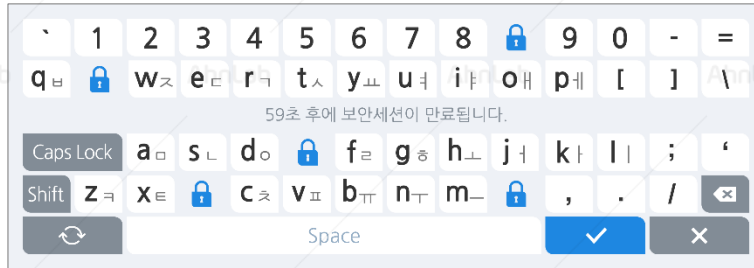 ` 1 2 3 4 5 6 7 8 9 0 - =
qㅂ wㅈ eㄷ rㄱ tㅅ yㅛ uㅕ iㅑ oㅐ pㅔ [ ] \
59초 후에 보안세션이 만료됩니다.
Caps Lock aㅁ sㄴ dㅇ fㄹ gㅎ hㅗ jㅓ kㅏ lㅣ ; ‘
Shift zㅋ xㅌ cㅊ vㅍ bㅠ nㅜ mㅡ , . /
Space